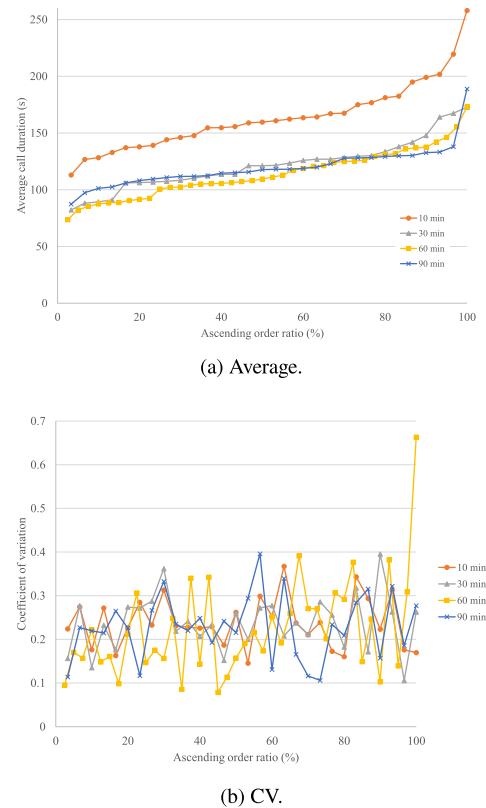 250
200
150
100
50
0
Average call duration (s)
0 20 40 60 80 100
Ascending order ratio (%)
10 min
30 min
60 min
90 min
(a) Average.
0.7
0.6
0.5
0.4
0.3
0.2
0.1
0
Coefficient of variation
0 20 40 60 80 100
Ascending order ratio (%)
10 min
30 min
60 min
90 min
(b) CV.